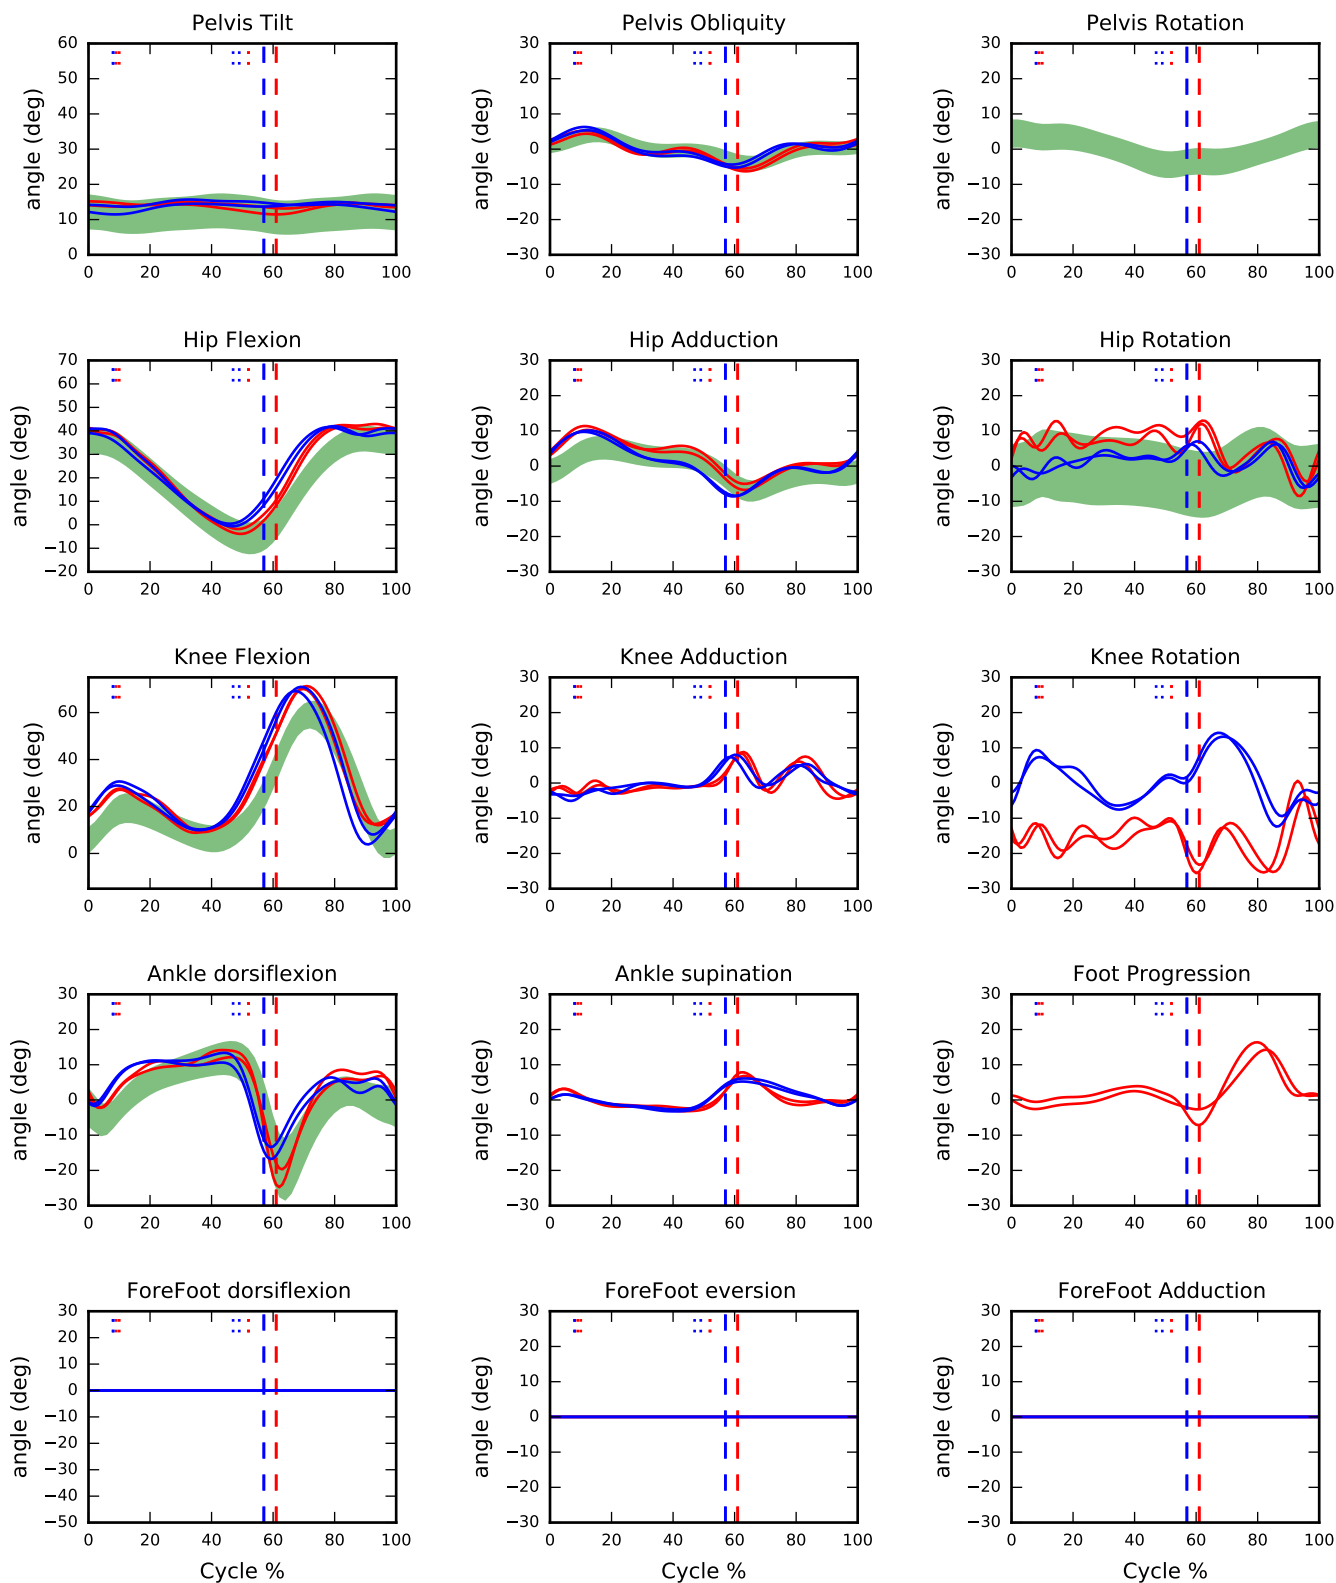 Pelvis Tilt Pelvis Obliquity Pelvis Rotation
60 30 30
50 20 20
40 10 10
30 0 0
20 −10 −10
10 −20 −20
0 −30 −30
angle (deg) angle (deg) angle (deg)
0 20 40 60 80 100 0 20 40 60 80 100 0 20 40 60 80 100
Hip Flexion Hip Adduction Hip Rotation
70 30 30
60 20 20
50 10 10
40 0 0
30 −10 −10
20 −20 −20
10 −30 −30
0
−10
−20
angle (deg) angle (deg) angle (deg)
0 20 40 60 80 100 0 20 40 60 80 100 0 20 40 60 80 100
Knee Flexion Knee Adduction Knee Rotation
60 30 30
40 20 20
20 10 10
0 0 0
−10 −10
−20 −20
−30 −30
angle (deg) angle (deg) angle (deg)
0 20 40 60 80 100 0 20 40 60 80 100 0 20 40 60 80 100
Ankle dorsiflexion Ankle supination Foot Progression
30 30 30
20 20 20
10 10 10
0 0 0
−10 −10 −10
−20 −20 −20
−30 −30 −30
angle (deg) angle (deg) angle (deg)
0 20 40 60 80 100 0 20 40 60 80 100 0 20 40 60 80 100
ForeFoot dorsiflexion ForeFoot eversion ForeFoot Adduction
30 30 30
20 20 20
10 10 10
0 0 0
−10 −10 −10
−20 −20 −20
−30 −30 −30
−40
−50
angle (deg) angle (deg) angle (deg)
0 20 40 60 80 100 0 20 40 60 80 100 0 20 40 60 80 100
Cycle % Cycle % Cycle %